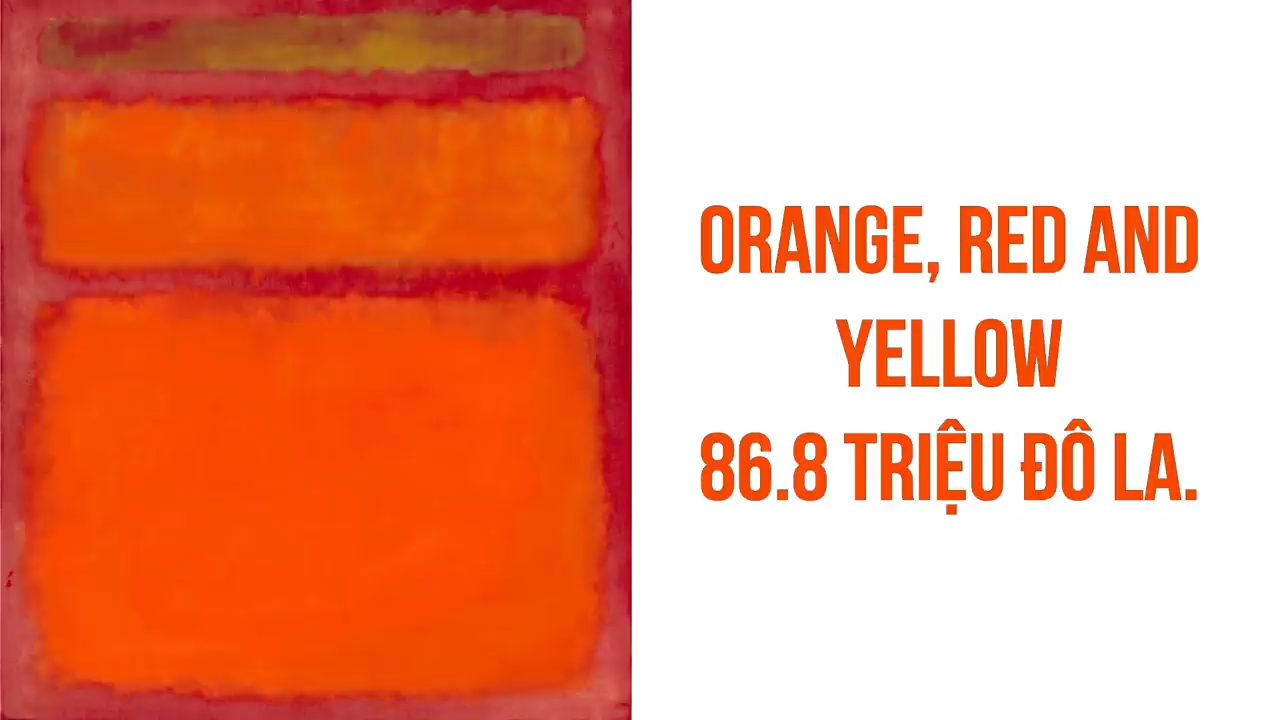 ORANGE, RED AND
YELLOW
86.8 TRIỆU ĐÔ LA.